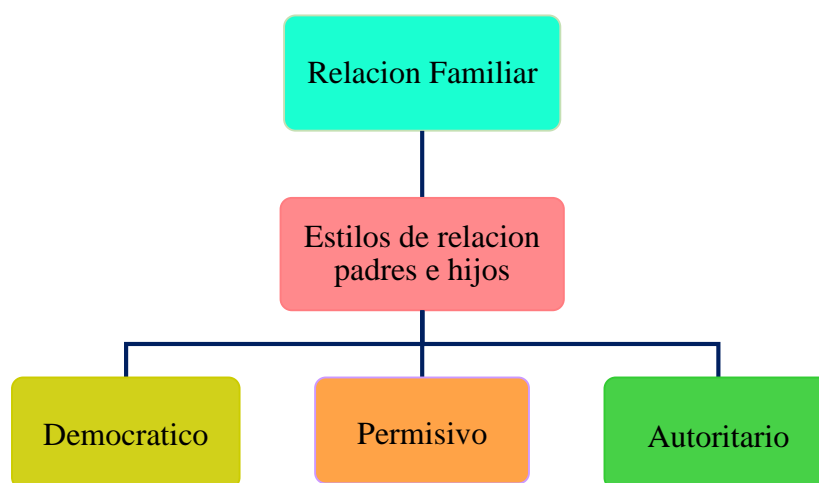 Relacion Familiar
Estilos de relacion
padres e hijos
Democratico
Permisivo
Autoritario